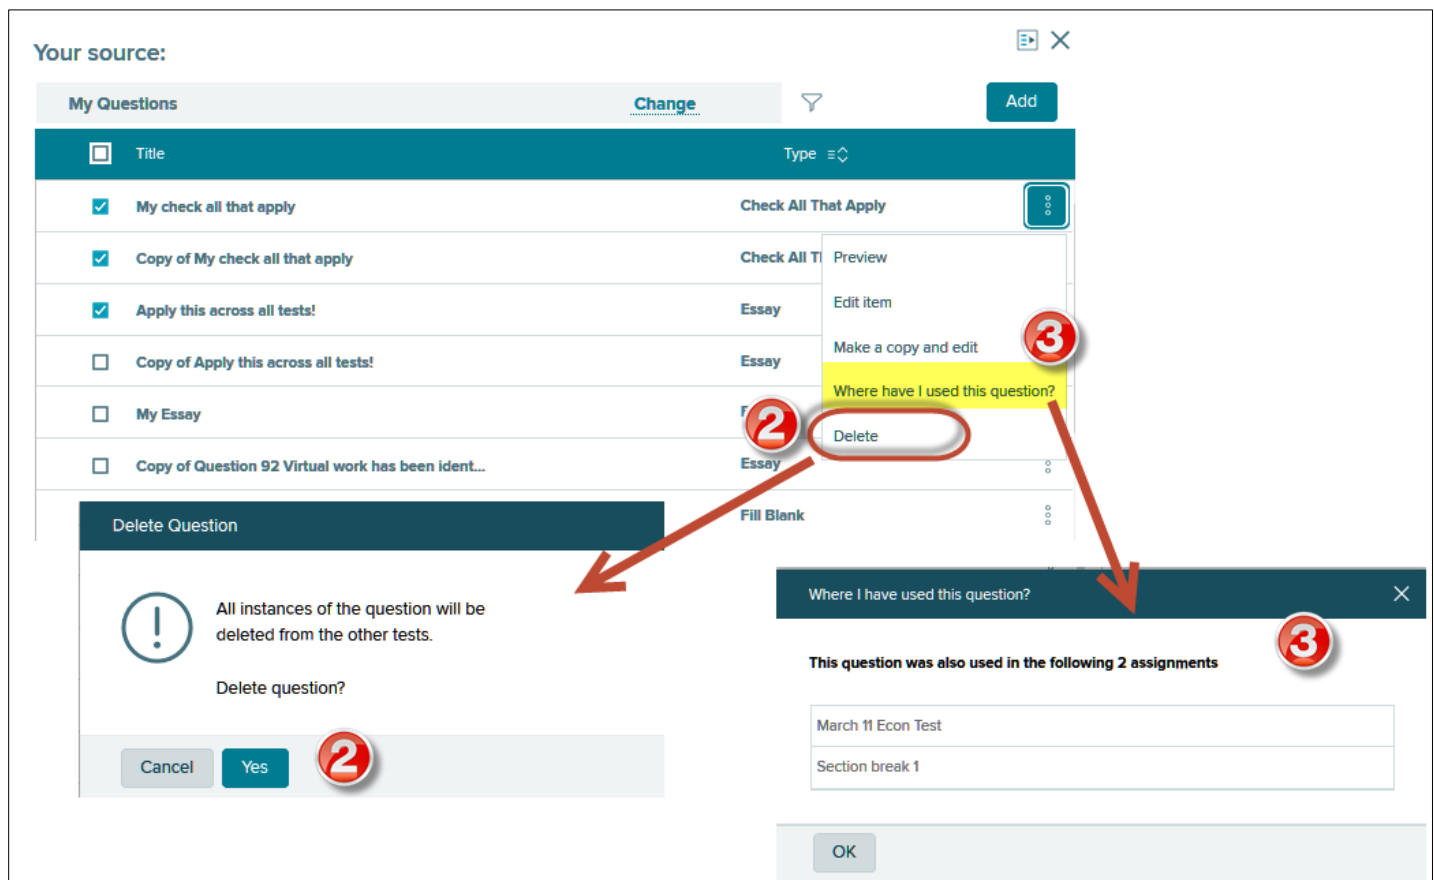 Your source:
My Questions Change Add
Title Type
My check all that apply Check All That Apply
Copy of My check all that apply Check All Tl
Preview
Apply this across all tests! Essay
Edit item
3
Make a copy and edit
Copy of Apply this across all tests! Essay
Where have I used this question?
My Essay
2
Delete
Copy of Question 92 Virtual work has been ident... Essay
Fill Blank
Delete Question
All instances of the question will be
deleted from the other tests.
Delete question?
Cancel Yes
2
Where I have used this question?
3
This question was also used in the following 2 assignments
March 11 Econ Test
Section break 1
OK